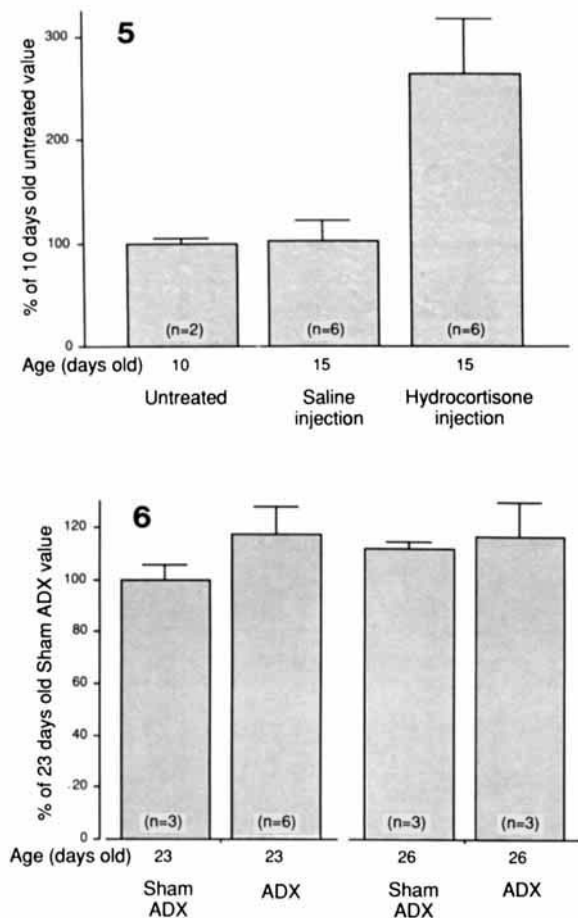 5
% of 10 days old untreated value
300
200
100
0
(n=2) (n=6) (n=6)
Age (days old) 10 15 15
Untreated Saline injection Hydrocortisone injection
6
% of 23 days old Sham ADX value
120
100
80
60
40
20
0
(n=3) (n=6) (n=3) (n=3)
Age (days old) 23 23 26 26
Sham ADX ADX Sham ADX ADX